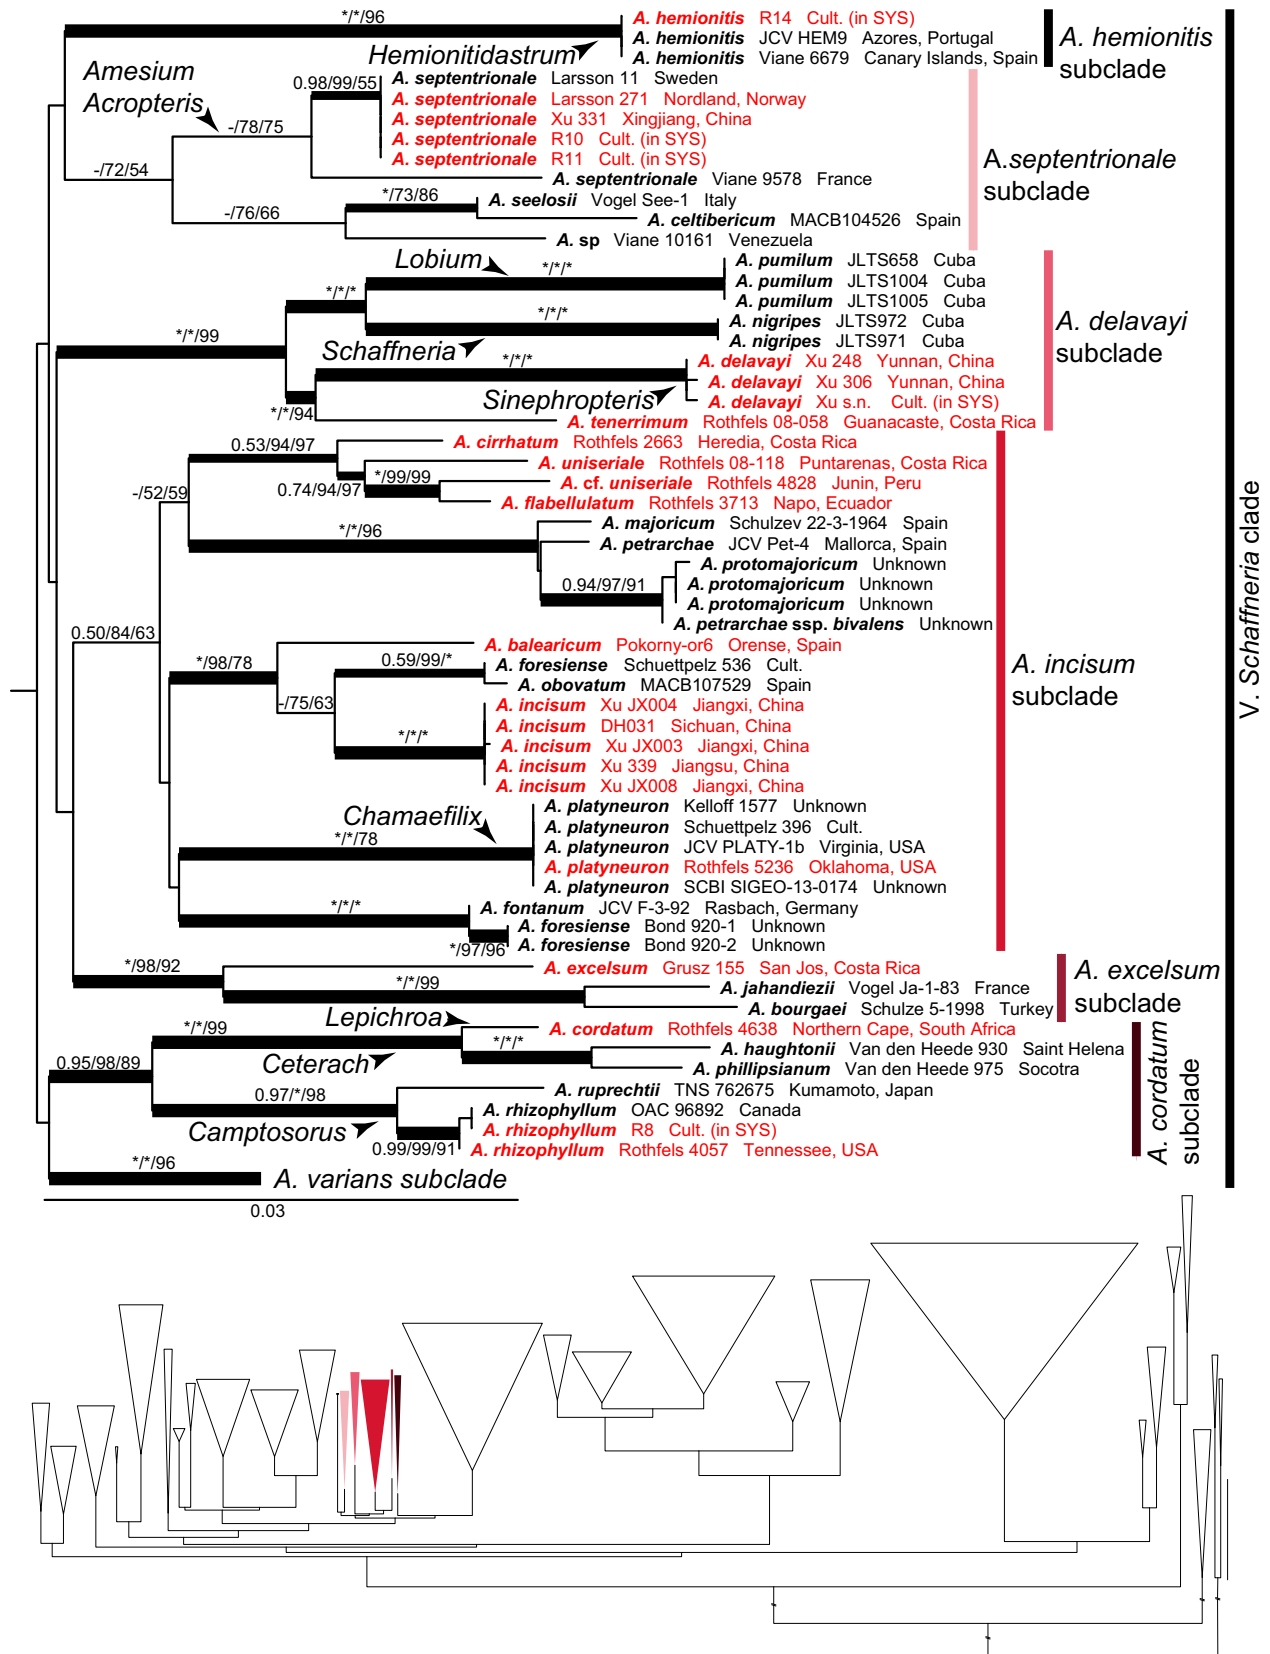 */*/96
A. hemionitis R14 Cult. (in SYS)
A. hemionitis JCV HEM9 Azores, Portugal
A. hemionitis Viane 6679 Canary Islands, Spain
Hemionitidastrum
A. hemionitis
subclade
Amesium
Acropteris
0.98/99/55
A. septentrionale Larsson 11 Sweden
A. septentrionale Larsson 271 Nordland, Norway
A. septentrionale Xu 331 Xingjiang, China
A. septentrionale R10 Cult. (in SYS)
A. septentrionale R11 Cult. (in SYS)
-/78/75
-/72/54
A. septentrionale Viane 9578 France
*/73/86
A. seelosii Vogel See-1 Italy
-/76/66
A. celtibericum MACB104526 Spain
A. sp Viane 10161 Venezuela
A.septentrionale
subclade
Lobium
*/*/*
A. pumilum JLTS658 Cuba
A. pumilum JLTS1004 Cuba
A. pumilum JLTS1005 Cuba
*/*/*
*/*/*
A. nigripes JLTS972 Cuba
A. nigripes JLTS971 Cuba
*/*/99
Schaffneria
*/*/*
A. delavayi Xu 248 Yunnan, China
A. delavayi Xu 306 Yunnan, China
A. delavayi Xu s.n. Cult. (in SYS)
Sinephropteris
*/*/94
A. tenerrimum Rothfels 08-058 Guanacaste, Costa Rica
A. delavayi
subclade
0.53/94/97
A. cirrhatum Rothfels 2663 Heredia, Costa Rica
A. uniseriale Rothfels 08-118 Puntarenas, Costa Rica
*/99/99
A. cf. uniseriale Rothfels 4828 Junin, Peru
0.74/94/97
A. flabellulatum Rothfels 3713 Napo, Ecuador
-/52/59
*/*/96
A. majoricum Schulzev 22-3-1964 Spain
A. petrarchae JCV Pet-4 Mallorca, Spain
A. protomajoricum Unknown
0.94/97/91
A. protomajoricum Unknown
A. protomajoricum Unknown
A. petrarchae ssp. bivalens Unknown
0.50/84/63
A. balearicum Pokorny-or6 Orense, Spain
*/98/78
0.59/99/*
A. foresiense Schuettpelz 536 Cult.
A. obovatum MACB107529 Spain
-/75/63
A. incisum Xu JX004 Jiangxi, China
A. incisum DH031 Sichuan, China
*/*/*
A. incisum Xu JX003 Jiangxi, China
A. incisum Xu 339 Jiangsu, China
A. incisum Xu JX008 Jiangxi, China
A. incisum
subclade
V. Schaffneria clade
Chamaefilix
*/*/78
A. platyneuron Kelloff 1577 Unknown
A. platyneuron Schuettpelz 396 Cult.
A. platyneuron JCV PLATY-1b Virginia, USA
A. platyneuron Rothfels 5236 Oklahoma, USA
A. platyneuron SCBI SIGEO-13-0174 Unknown
*/*/*
A. fontanum JCV F-3-92 Rasbach, Germany
A. foresiense Bond 920-1 Unknown
*/97/96
A. foresiense Bond 920-2 Unknown
*/98/92
A. excelsum Grusz 155 San Jos, Costa Rica
*/*/99
A. jahandiezii Vogel Ja-1-83 France
A. bourgaei Schulze 5-1998 Turkey
A. excelsum
subclade
Lepichroa
*/*/99
A. cordatum Rothfels 4638 Northern Cape, South Africa
*/*/*
A. haughtonii Van den Heede 930 Saint Helena
Ceterach
A. phillipsianum Van den Heede 975 Socotra
0.95/98/89
0.97/*/98
A. ruprechtii TNS 762675 Kumamoto, Japan
A. rhizophyllum OAC 96892 Canada
Camptosorus
A. rhizophyllum R8 Cult. (in SYS)
0.99/99/91
A. rhizophyllum Rothfels 4057 Tennessee, USA
A. cordatum
subclade
*/*/96
A. varians subclade
0.03